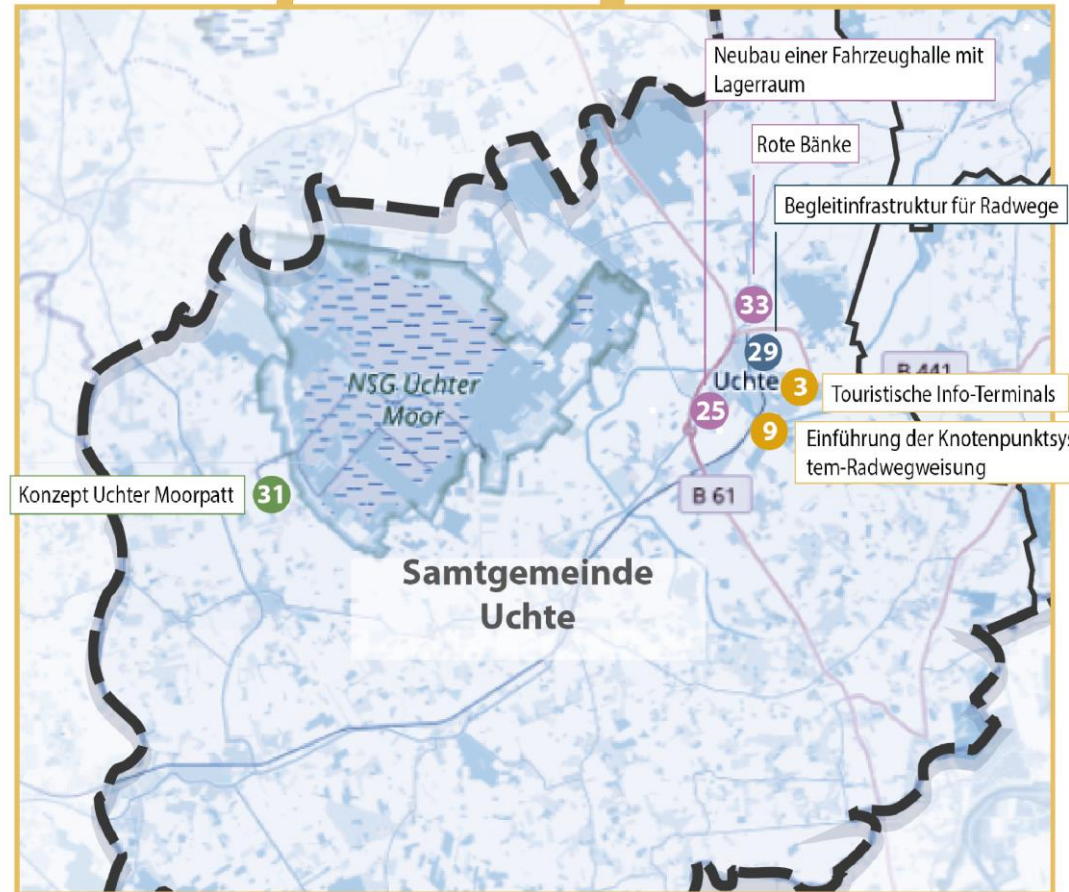 Neubau einer Fahrzeughalle mit
Lagerraum
Rote Bänke
Begleitinfrastruktur für Radwege
33
29
NSG Uchter
Moor
Uchte
3
B 441
Touristische Info-Terminals
25
9
Einführung der Knotenpunktsys
tem-Radwegweisung
Konzept Uchter Moorpatt
31
B 61
Samtgemeinde
Uchte